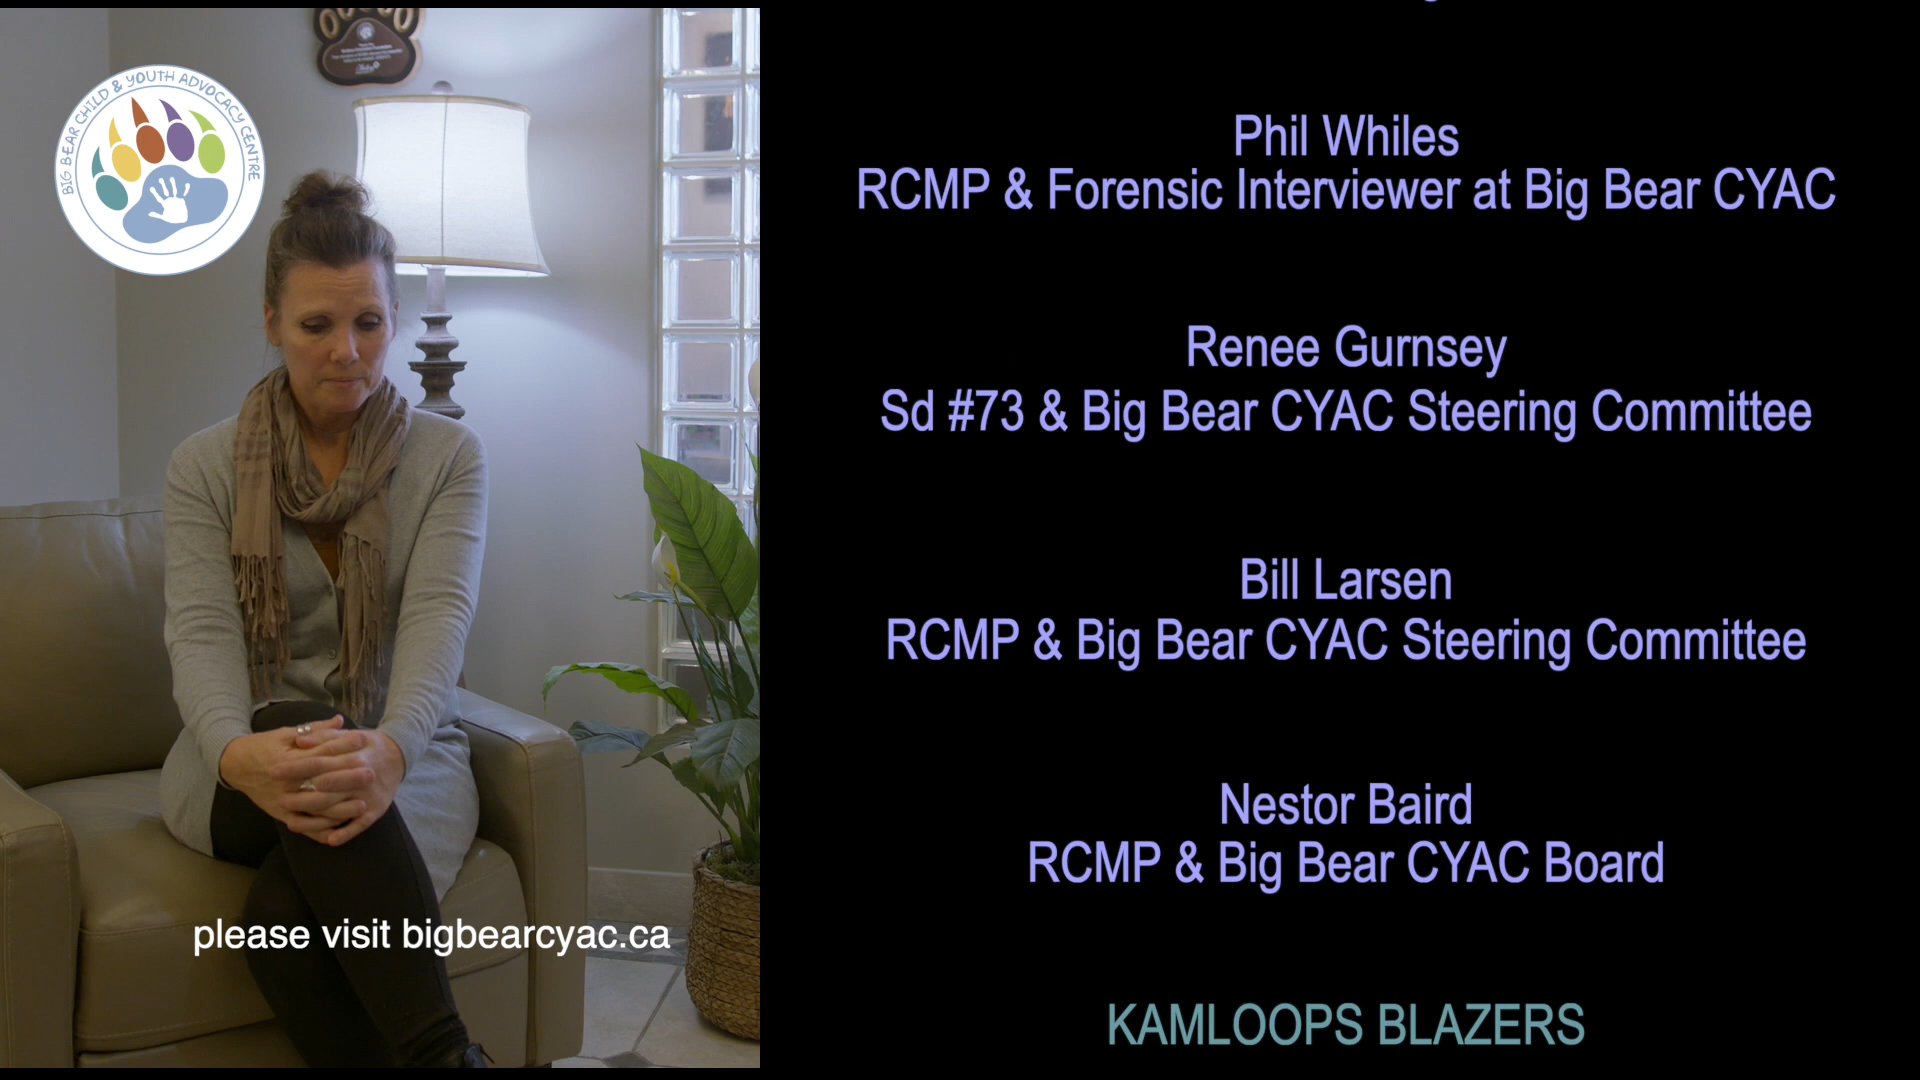 BIG BEAR CHILD & YOUTH ADVOCACY CENTRE
please visit bigbearcyac.ca
Phil Whiles
RCMP & Forensic Interviewer at Big Bear CYAC
Renee Gurnsey
Sd #73 & Big Bear CYAC Steering Committee
Bill Larsen
RCMP & Big Bear CYAC Steering Committee
Nestor Baird
RCMP & Big Bear CYAC Board
KAMLOOPS BLAZERS